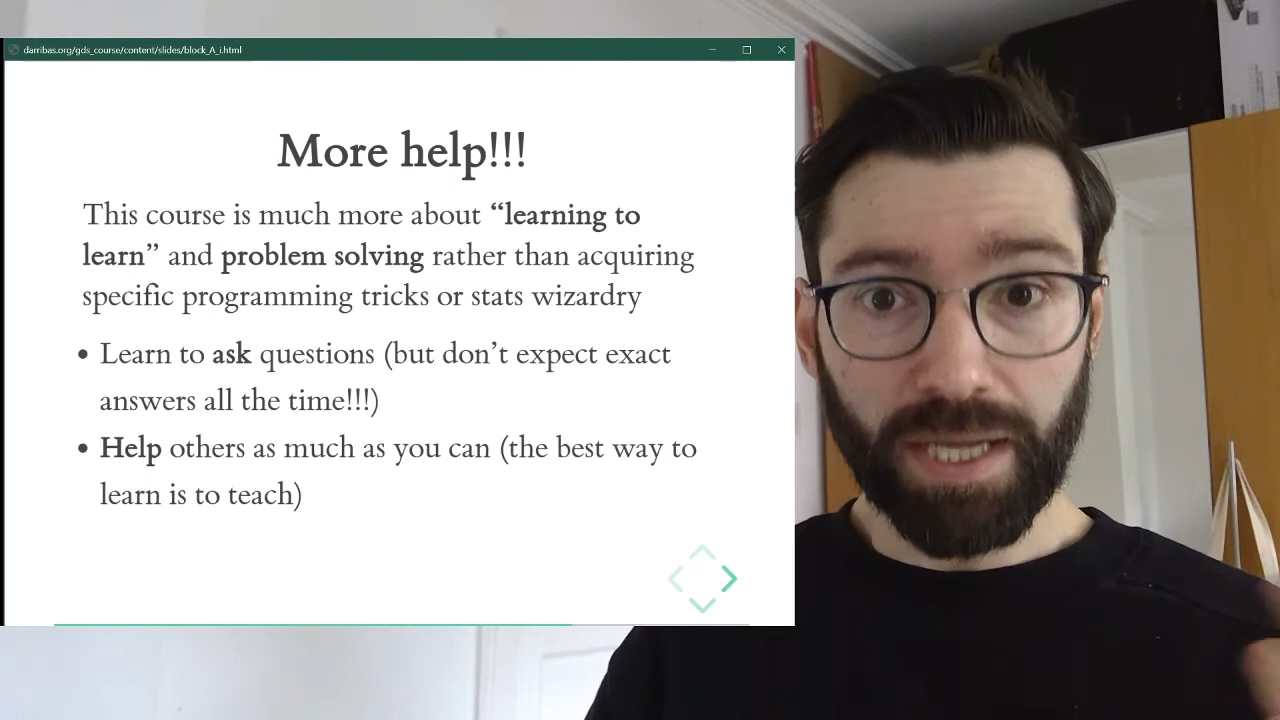 darribas.org/gds_course/content/slides/block_A_i.html
More help!!!
This course is much more about “learning to
learn” and problem solving rather than acquiring
specific programming tricks or stats wizardry
• Learn to ask questions (but don’t expect exact
answers all the time!!!)
• Help others as much as you can (the best way to
learn is to teach)